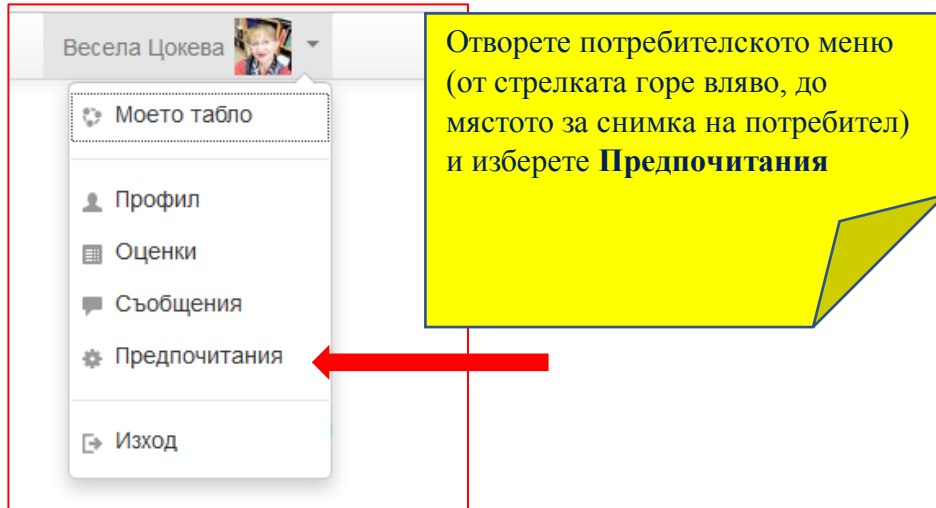 Весела Цокева
Моето табло
Профил
Оценки
Съобщения
Предпочитания
Изход
Отворете потребителското меню
(от стрелката горе вляво, до
мястото за снимка на потребител)
и изберете Предпочитания